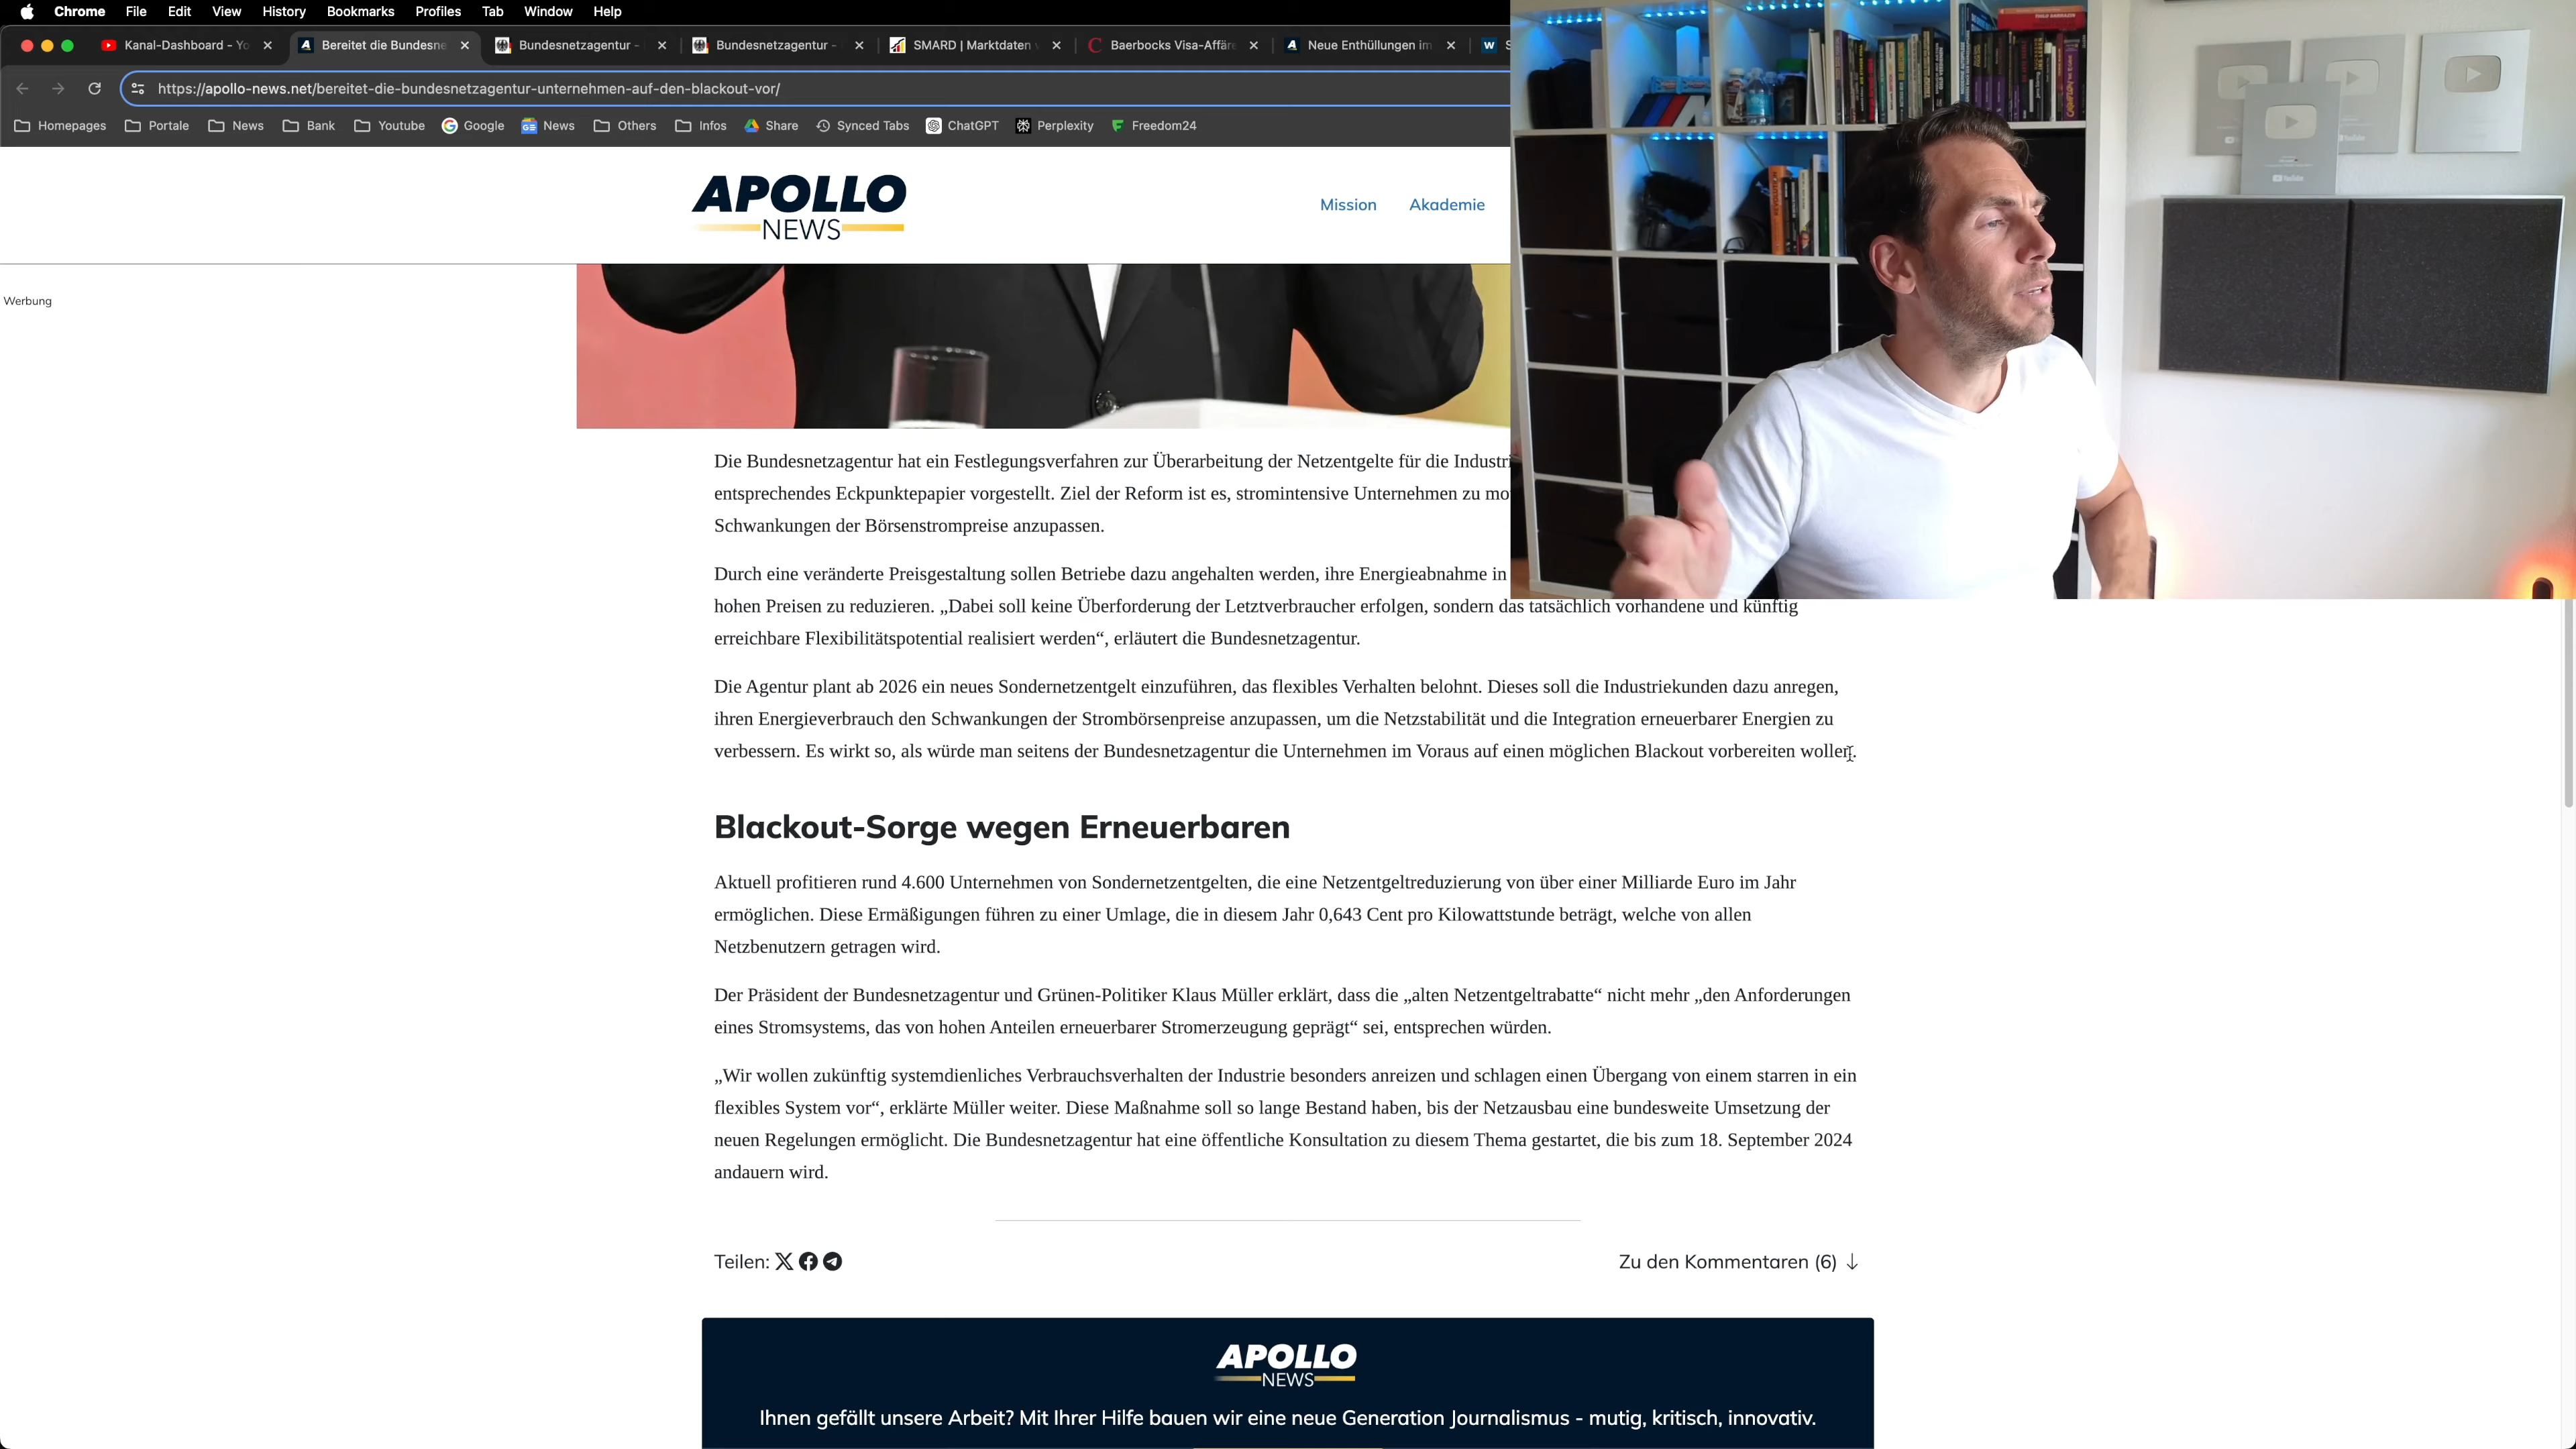 Chrome File Edit View History Bookmarks Profiles Tab Window Help
Kanal-Dashboard - Yo
Bereitet die Bundesne
Bundesnetzagentur -
Bundesnetzagentur -
SMARD | Marktdaten
Baerbocks Visa-Affäre
Neue Enthüllungen im
https://apollo-news.net/bereitet-die-bundesnetzagentur-unternehmen-auf-den-blackout-vor/
Homepages Portale News Bank Youtube Google News Others Infos Share Synced Tabs ChatGPT Perplexity Freedom24
APOLLO
NEWS
Mission Akademie
Werbung
Die Bundesnetzagentur hat ein Festlegungsverfahren zur Überarbeitung der Netzentgelte für die Industri
entsprechendes Eckpunktepapier vorgestellt. Ziel der Reform ist es, stromintensive Unternehmen zu mo
Schwankungen der Börsenstrompreise anzupassen.
Durch eine veränderte Preisgestaltung sollen Betriebe dazu angehalten werden, ihre Energieabnahme in
hohen Preisen zu reduzieren. „Dabei soll keine Überforderung der Letztverbraucher erfolgen, sondern das tatsächlich vorhandene und künftig
erreichbare Flexibilitätspotential realisiert werden“, erläutert die Bundesnetzagentur.
Die Agentur plant ab 2026 ein neues Sondernetzentgelt einzuführen, das flexibles Verhalten belohnt. Dieses soll die Industriekunden dazu anregen,
ihren Energieverbrauch den Schwankungen der Strombörsenpreise anzupassen, um die Netzstabilität und die Integration erneuerbarer Energien zu
verbessern. Es wirkt so, als würde man seitens der Bundesnetzagentur die Unternehmen im Voraus auf einen möglichen Blackout vorbereiten wollen.
Blackout-Sorge wegen Erneuerbaren
Aktuell profitieren rund 4.600 Unternehmen von Sondernetzentgelten, die eine Netzentgeltreduzierung von über einer Milliarde Euro im Jahr
ermöglichen. Diese Ermäßigungen führen zu einer Umlage, die in diesem Jahr 0,643 Cent pro Kilowattstunde beträgt, welche von allen
Netzbenutzern getragen wird.
Der Präsident der Bundesnetzagentur und Grünen-Politiker Klaus Müller erklärt, dass die „alten Netzentgeltrabatte“ nicht mehr „den Anforderungen
eines Stromsystems, das von hohen Anteilen erneuerbarer Stromerzeugung geprägt“ sei, entsprechen würden.
„Wir wollen zukünftig systemdienliches Verbrauchsverhalten der Industrie besonders anreizen und schlagen einen Übergang von einem starren in ein
flexibles System vor“, erklärte Müller weiter. Diese Maßnahme soll so lange Bestand haben, bis der Netzausbau eine bundesweite Umsetzung der
neuen Regelungen ermöglicht. Die Bundesnetzagentur hat eine öffentliche Konsultation zu diesem Thema gestartet, die bis zum 18. September 2024
andauern wird.
Teilen:
Zu den Kommentaren (6) ↓
APOLLO
NEWS
Ihnen gefällt unsere Arbeit? Mit Ihrer Hilfe bauen wir eine neue Generation Journalismus - mutig, kritisch, innovativ.